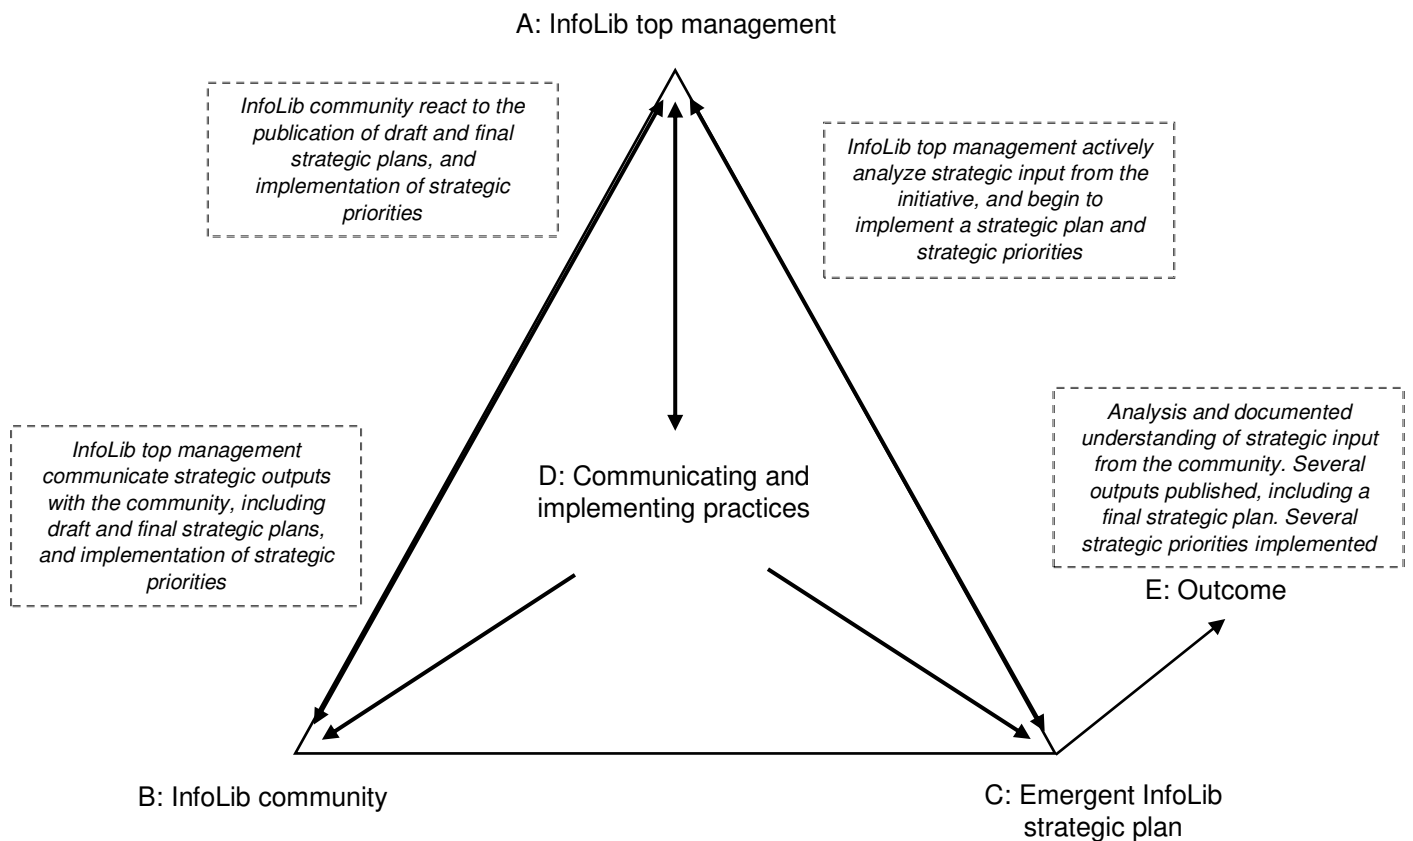 A: InfoLib top management
InfoLib community react to the
publication of draft and final
strategic plans, and
implementation of strategic
priorities
InfoLib top management actively
analyze strategic input from the
initiative, and begin to
implement a strategic plan and
strategic priorities
InfoLib top management
communicate strategic outputs
with the community, including
draft and final strategic plans,
and implementation of strategic
priorities
D: Communicating and
implementing practices
Analysis and documented
understanding of strategic input
from the community. Several
outputs published, including a
final strategic plan. Several
strategic priorities implemented
E: Outcome
B: InfoLib community
C: Emergent InfoLib
strategic plan